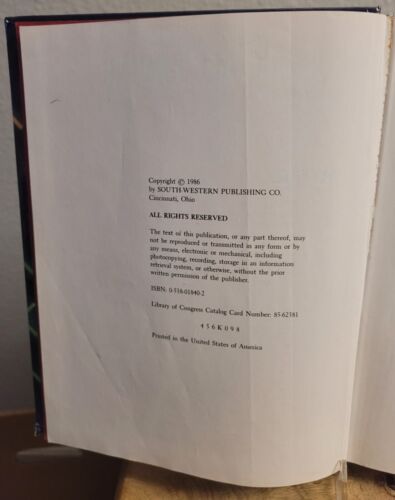 Copyright © 1986
by SOUTH-WESTERN PUBLISHING CO.
Cincinnati, Ohio
ALL RIGHTS RESERVED
The text of this publication, or any part thereof, may
not be reproduced or transmitted in any form or by
any means, electronic or mechanical, including
photocopying, recording, storage in an information
retrieval system, or otherwise, without the prior
written permission of the publisher.
ISBN: 0-538-01840-2
Library of Congress Catalog Card Number: 85-62381
4 5 6 K 0 9 8
Printed in the United States of America